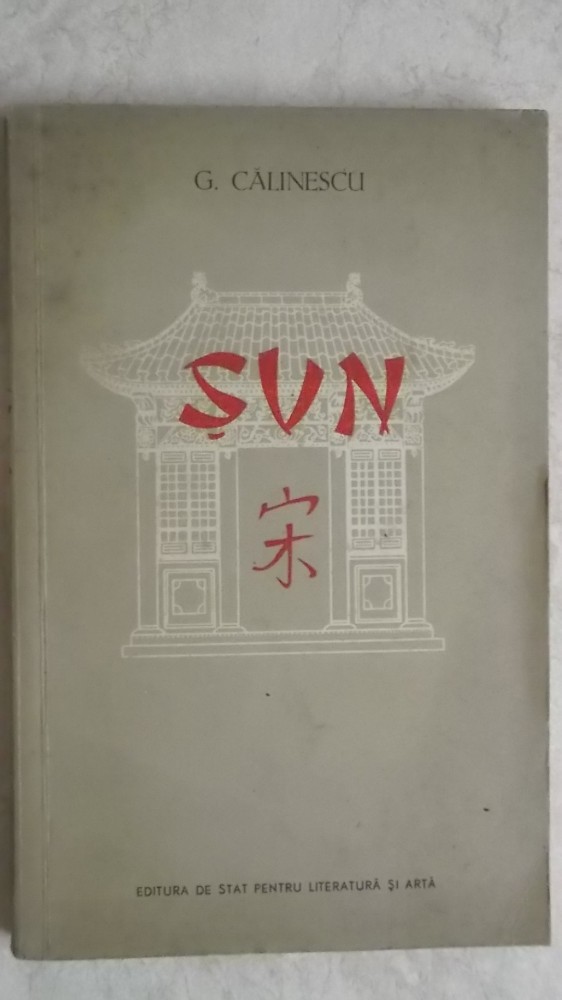 G. CĂLINESCU
ȘUN
宋
EDITURA DE STAT PENTRU LITERATURĂ ȘI ARTĂ